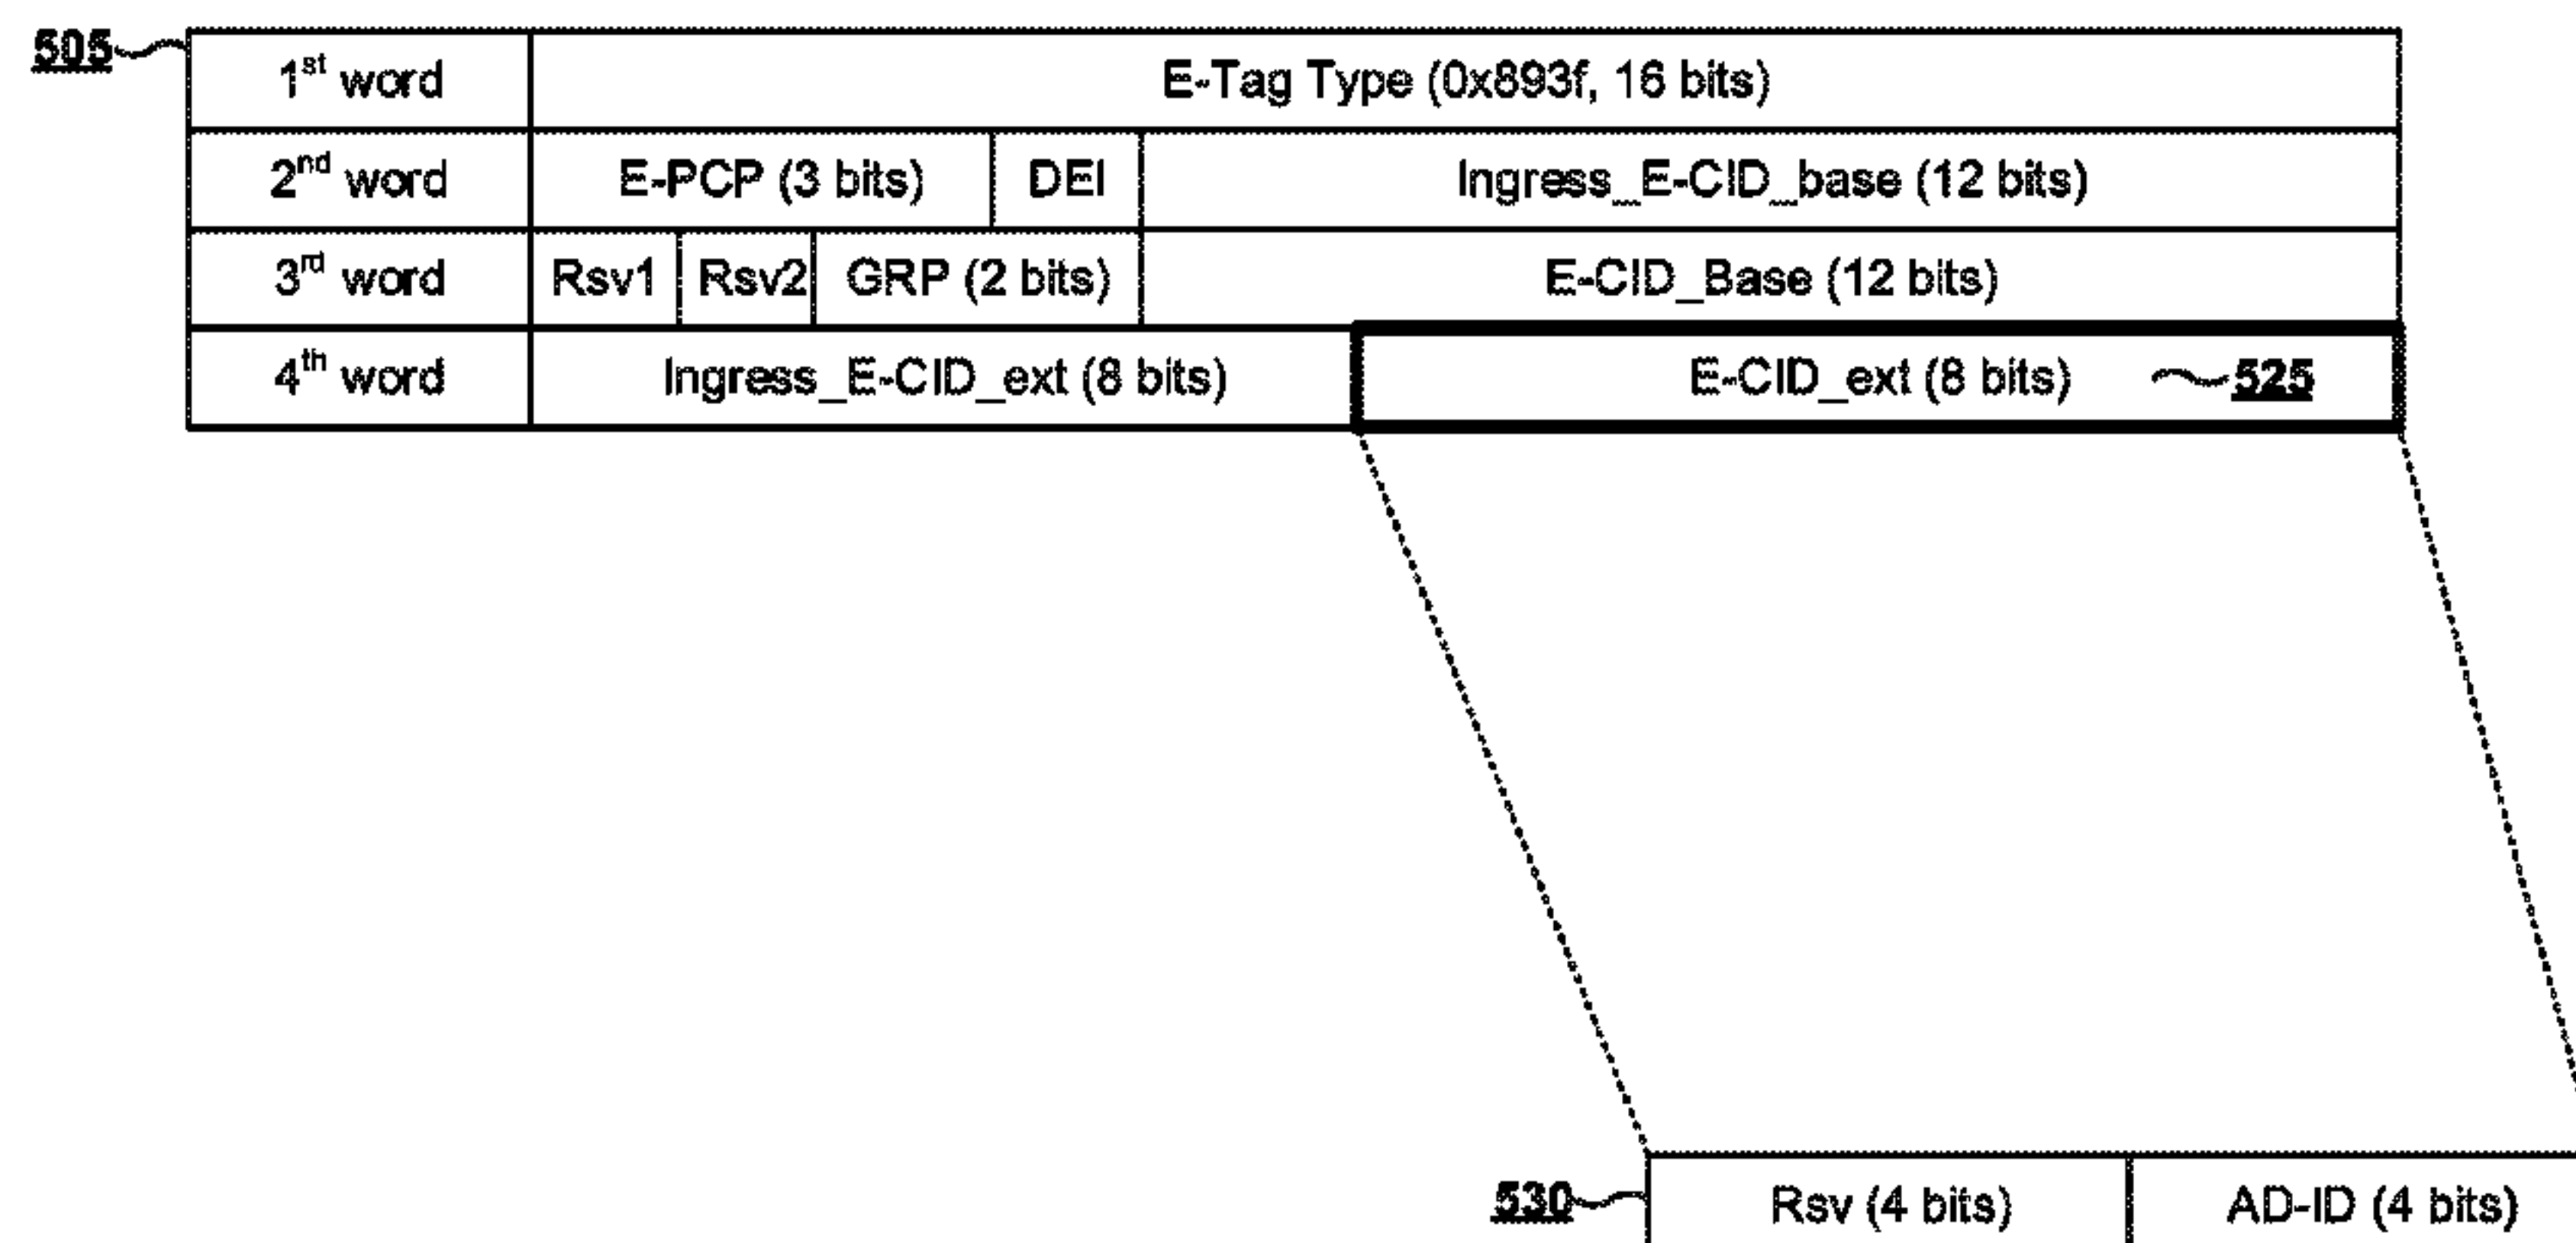 505
1st word E-Tag Type (0x893f, 16 bits)
2nd word E-PCP (3 bits) DEI Ingress_E-CID_base (12 bits)
3rd word Rsv1 Rsv2 GRP (2 bits) E-CID_Base (12 bits)
4th word Ingress_E-CID_ext (8 bits) E-CID_ext (8 bits) 525
530 Rsv (4 bits) AD-ID (4 bits)